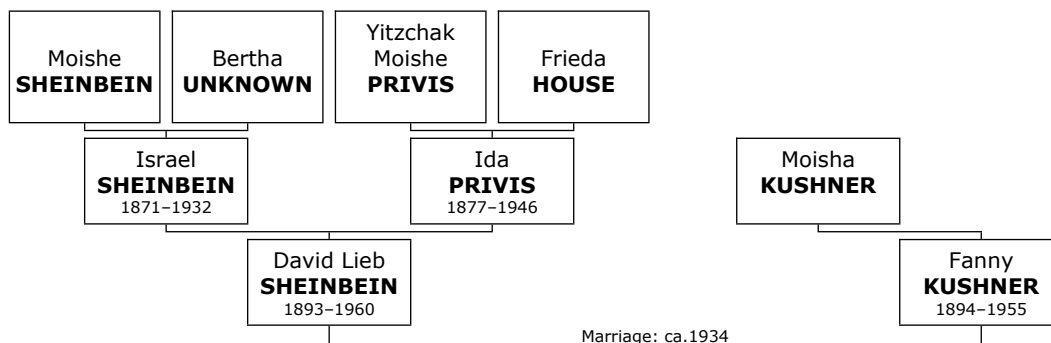 Moishe
SHEINBEIN
Bertha
UNKNOWN
Yitzchak
Moishe
PRIVIS
Frieda
HOUSE
Israel
SHEINBEIN
1871–1932
Ida
PRIVIS
1877–1946
Moisha
KUSHNER
David Lieb
SHEINBEIN
1893–1960
Fanny
KUSHNER
1894–1955
Marriage: ca.1934